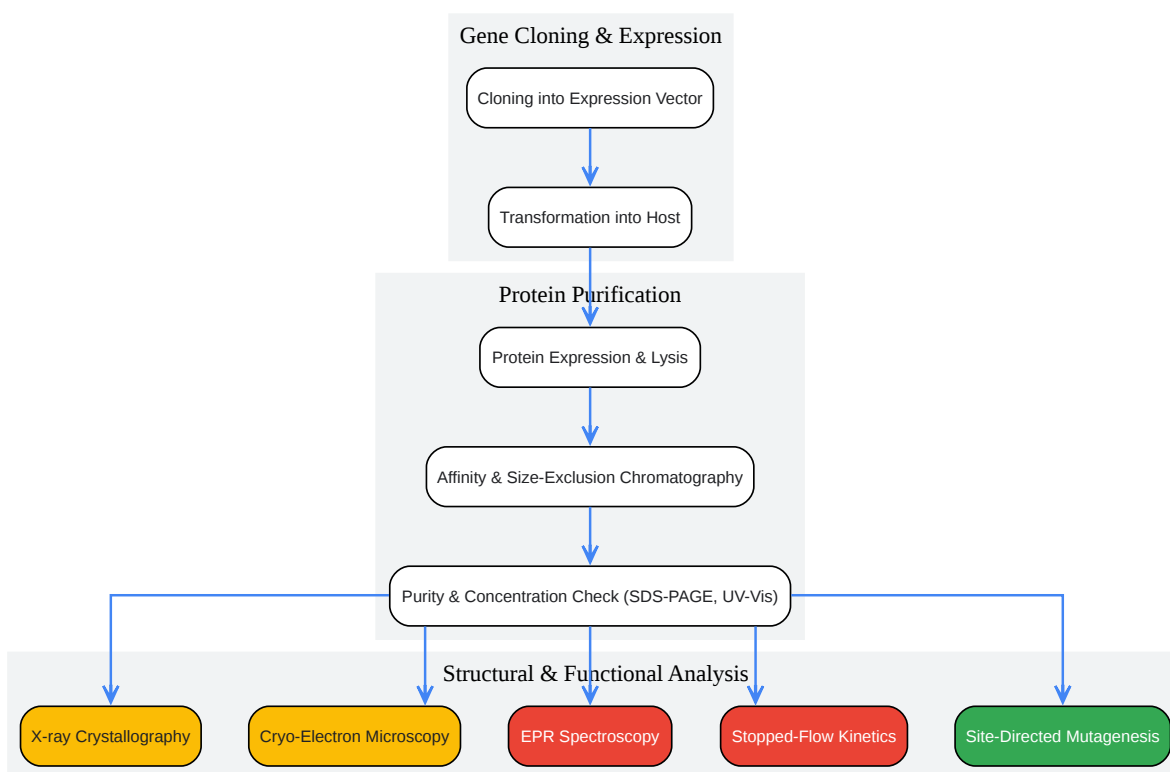 Gene Cloning & Expression
Cloning into Expression Vector
Transformation into Host
Protein Purification
Protein Expression & Lysis
Affinity & Size-Exclusion Chromatography
Purity & Concentration Check (SDS-PAGE, UV-Vis)
Structural & Functional Analysis
X-ray Crystallography
Cryo-Electron Microscopy
EPR Spectroscopy
Stopped-Flow Kinetics
Site-Directed Mutagenesis